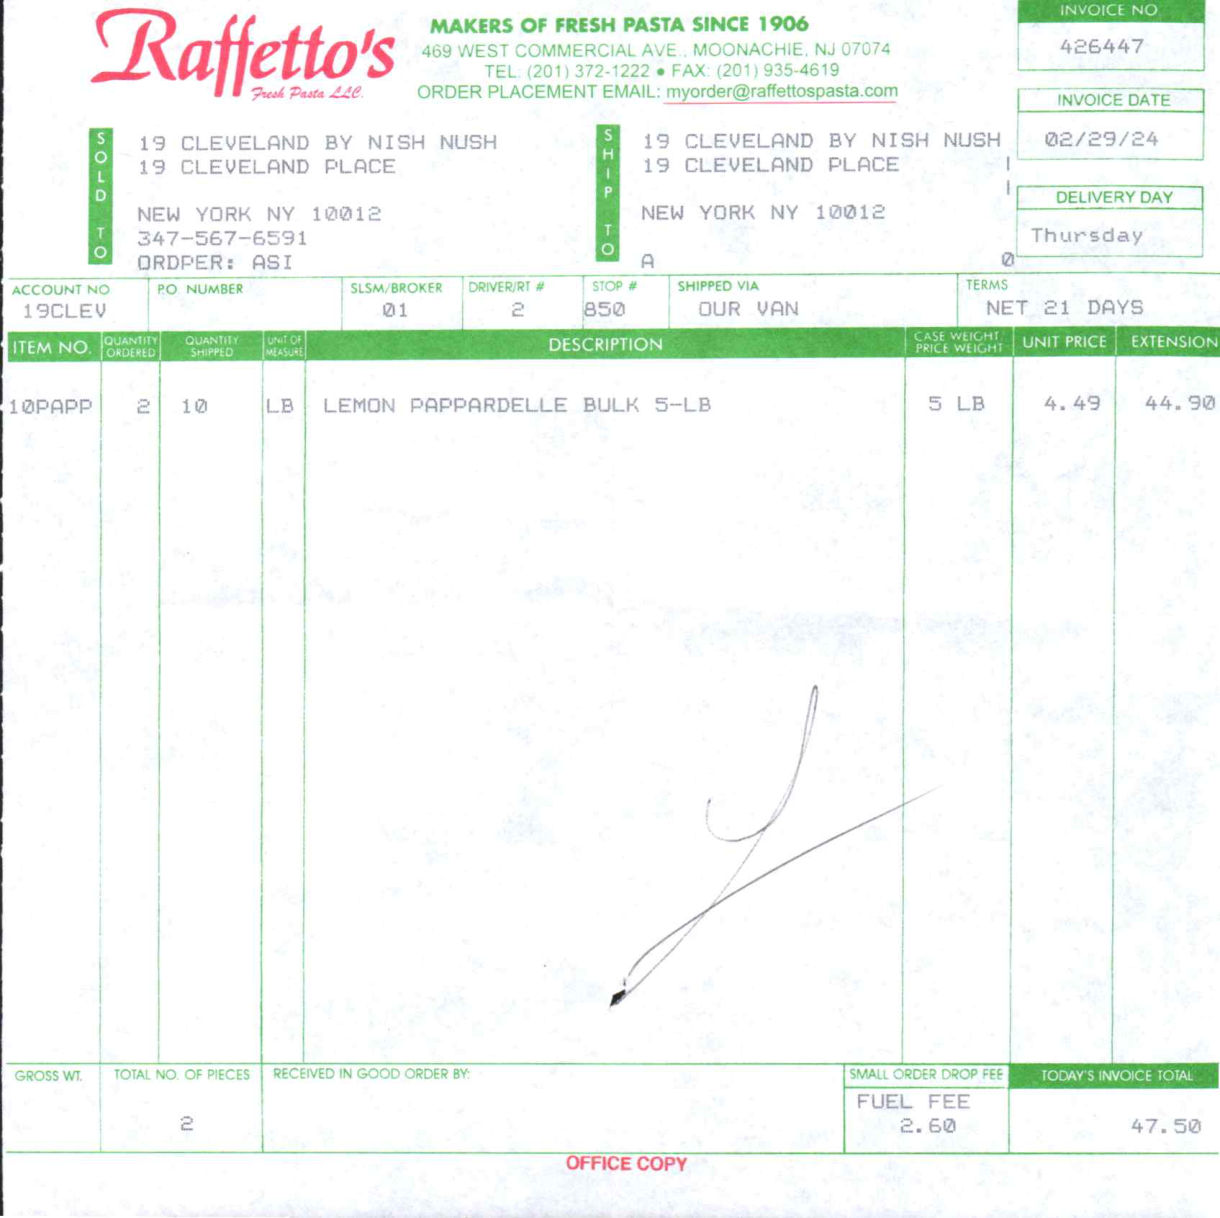 Raffetto's
Fresh Pasta LLC.
MAKERS OF FRESH PASTA SINCE 1906
469 WEST COMMERCIAL AVE., MOONACHIE, NJ 07074
TEL: (201) 372-1222 • FAX: (201) 935-4619
ORDER PLACEMENT EMAIL: myorder@raffettospasta.com
INVOICE NO
426447
INVOICE DATE
02/29/24
DELIVERY DAY
Thursday
SOLD TO
19 CLEVELAND BY NISH NUSH
19 CLEVELAND PLACE
NEW YORK NY 10012
347-567-6591
ORDPER: ASI
SHIP TO
19 CLEVELAND BY NISH NUSH
19 CLEVELAND PLACE
NEW YORK NY 10012
A 0
ACCOUNT NO P.O. NUMBER SLSM/BROKER DRIVER/RT # STOP # SHIPPED VIA TERMS
19CLEV 01 2 850 OUR VAN NET 21 DAYS
ITEM NO. QUANTITY ORDERED QUANTITY SHIPPED UNIT OF MEASURE DESCRIPTION CASE WEIGHT/ PRICE WEIGHT UNIT PRICE EXTENSION
10PAPP 2 10 LB LEMON PAPPARDELLE BULK 5-LB 5 LB 4.49 44.90
GROSS WT. TOTAL NO. OF PIECES RECEIVED IN GOOD ORDER BY: SMALL ORDER DROP FEE TODAY'S INVOICE TOTAL
FUEL FEE
2 2.60 47.50
OFFICE COPY